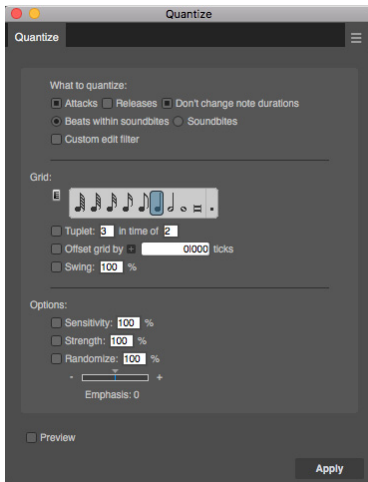 Quantize
Quantize
What to quantize:
Attacks Releases Don't change note durations
Beats within soundbites Soundbites
Custom edit filter
Grid:
Tuplet: 3 in time of 2
Offset grid by + 0|000 ticks
Swing: 100 %
Options:
Sensitivity: 100 %
Strength: 100 %
Randomize: 100 %
- +
Emphasis: 0
Preview
Apply